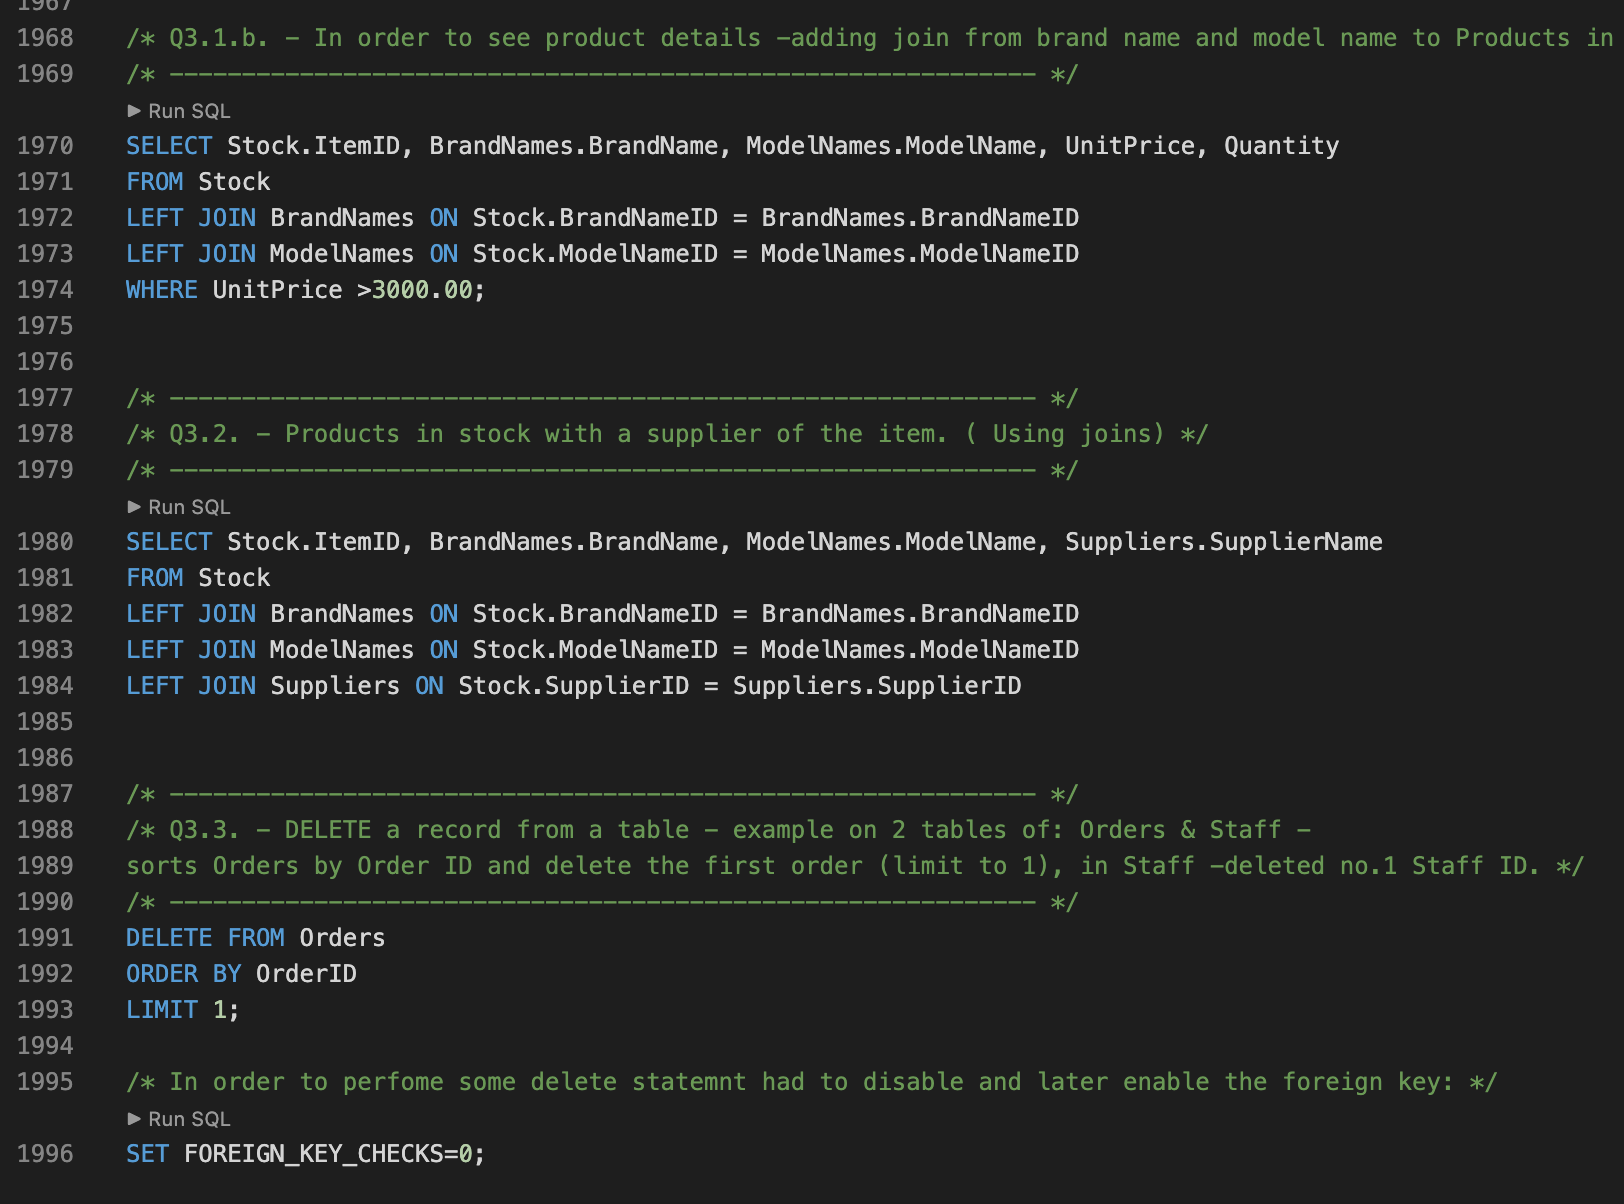 1967
1968 /* Q3.1.b. - In order to see product details -adding join from brand name and model name to Products in
1969 /* ------------------------------------------------------------ */
▶ Run SQL
1970 SELECT Stock.ItemID, BrandNames.BrandName, ModelNames.ModelName, UnitPrice, Quantity
1971 FROM Stock
1972 LEFT JOIN BrandNames ON Stock.BrandNameID = BrandNames.BrandNameID
1973 LEFT JOIN ModelNames ON Stock.ModelNameID = ModelNames.ModelNameID
1974 WHERE UnitPrice >3000.00;
1975
1976
1977 /* ------------------------------------------------------------ */
1978 /* Q3.2. - Products in stock with a supplier of the item. ( Using joins) */
1979 /* ------------------------------------------------------------ */
▶ Run SQL
1980 SELECT Stock.ItemID, BrandNames.BrandName, ModelNames.ModelName, Suppliers.SupplierName
1981 FROM Stock
1982 LEFT JOIN BrandNames ON Stock.BrandNameID = BrandNames.BrandNameID
1983 LEFT JOIN ModelNames ON Stock.ModelNameID = ModelNames.ModelNameID
1984 LEFT JOIN Suppliers ON Stock.SupplierID = Suppliers.SupplierID
1985
1986
1987 /* ------------------------------------------------------------ */
1988 /* Q3.3. - DELETE a record from a table - example on 2 tables of: Orders & Staff -
1989 sorts Orders by Order ID and delete the first order (limit to 1), in Staff -deleted no.1 Staff ID. */
1990 /* ------------------------------------------------------------ */
1991 DELETE FROM Orders
1992 ORDER BY OrderID
1993 LIMIT 1;
1994
1995 /* In order to perfome some delete statemnt had to disable and later enable the foreign key: */
▶ Run SQL
1996 SET FOREIGN_KEY_CHECKS=0;